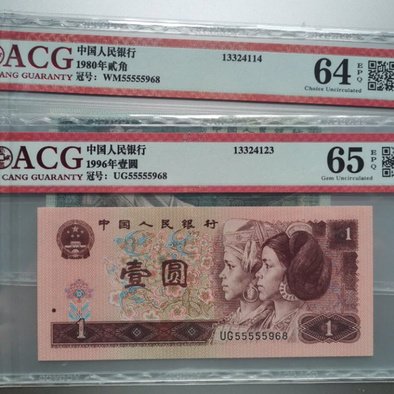 ACG
CANG GUARANTY
中国人民银行
1980年贰角
冠号: WM55555968
13324114
64 EPQ
Choice Uncirculated
ACG
CANG GUARANTY
中国人民银行
1996年壹圆
冠号: UG55555968
13324123
65 EPQ
Gem Uncirculated
中国人民银行
1
壹圆
UG55555968
1
1